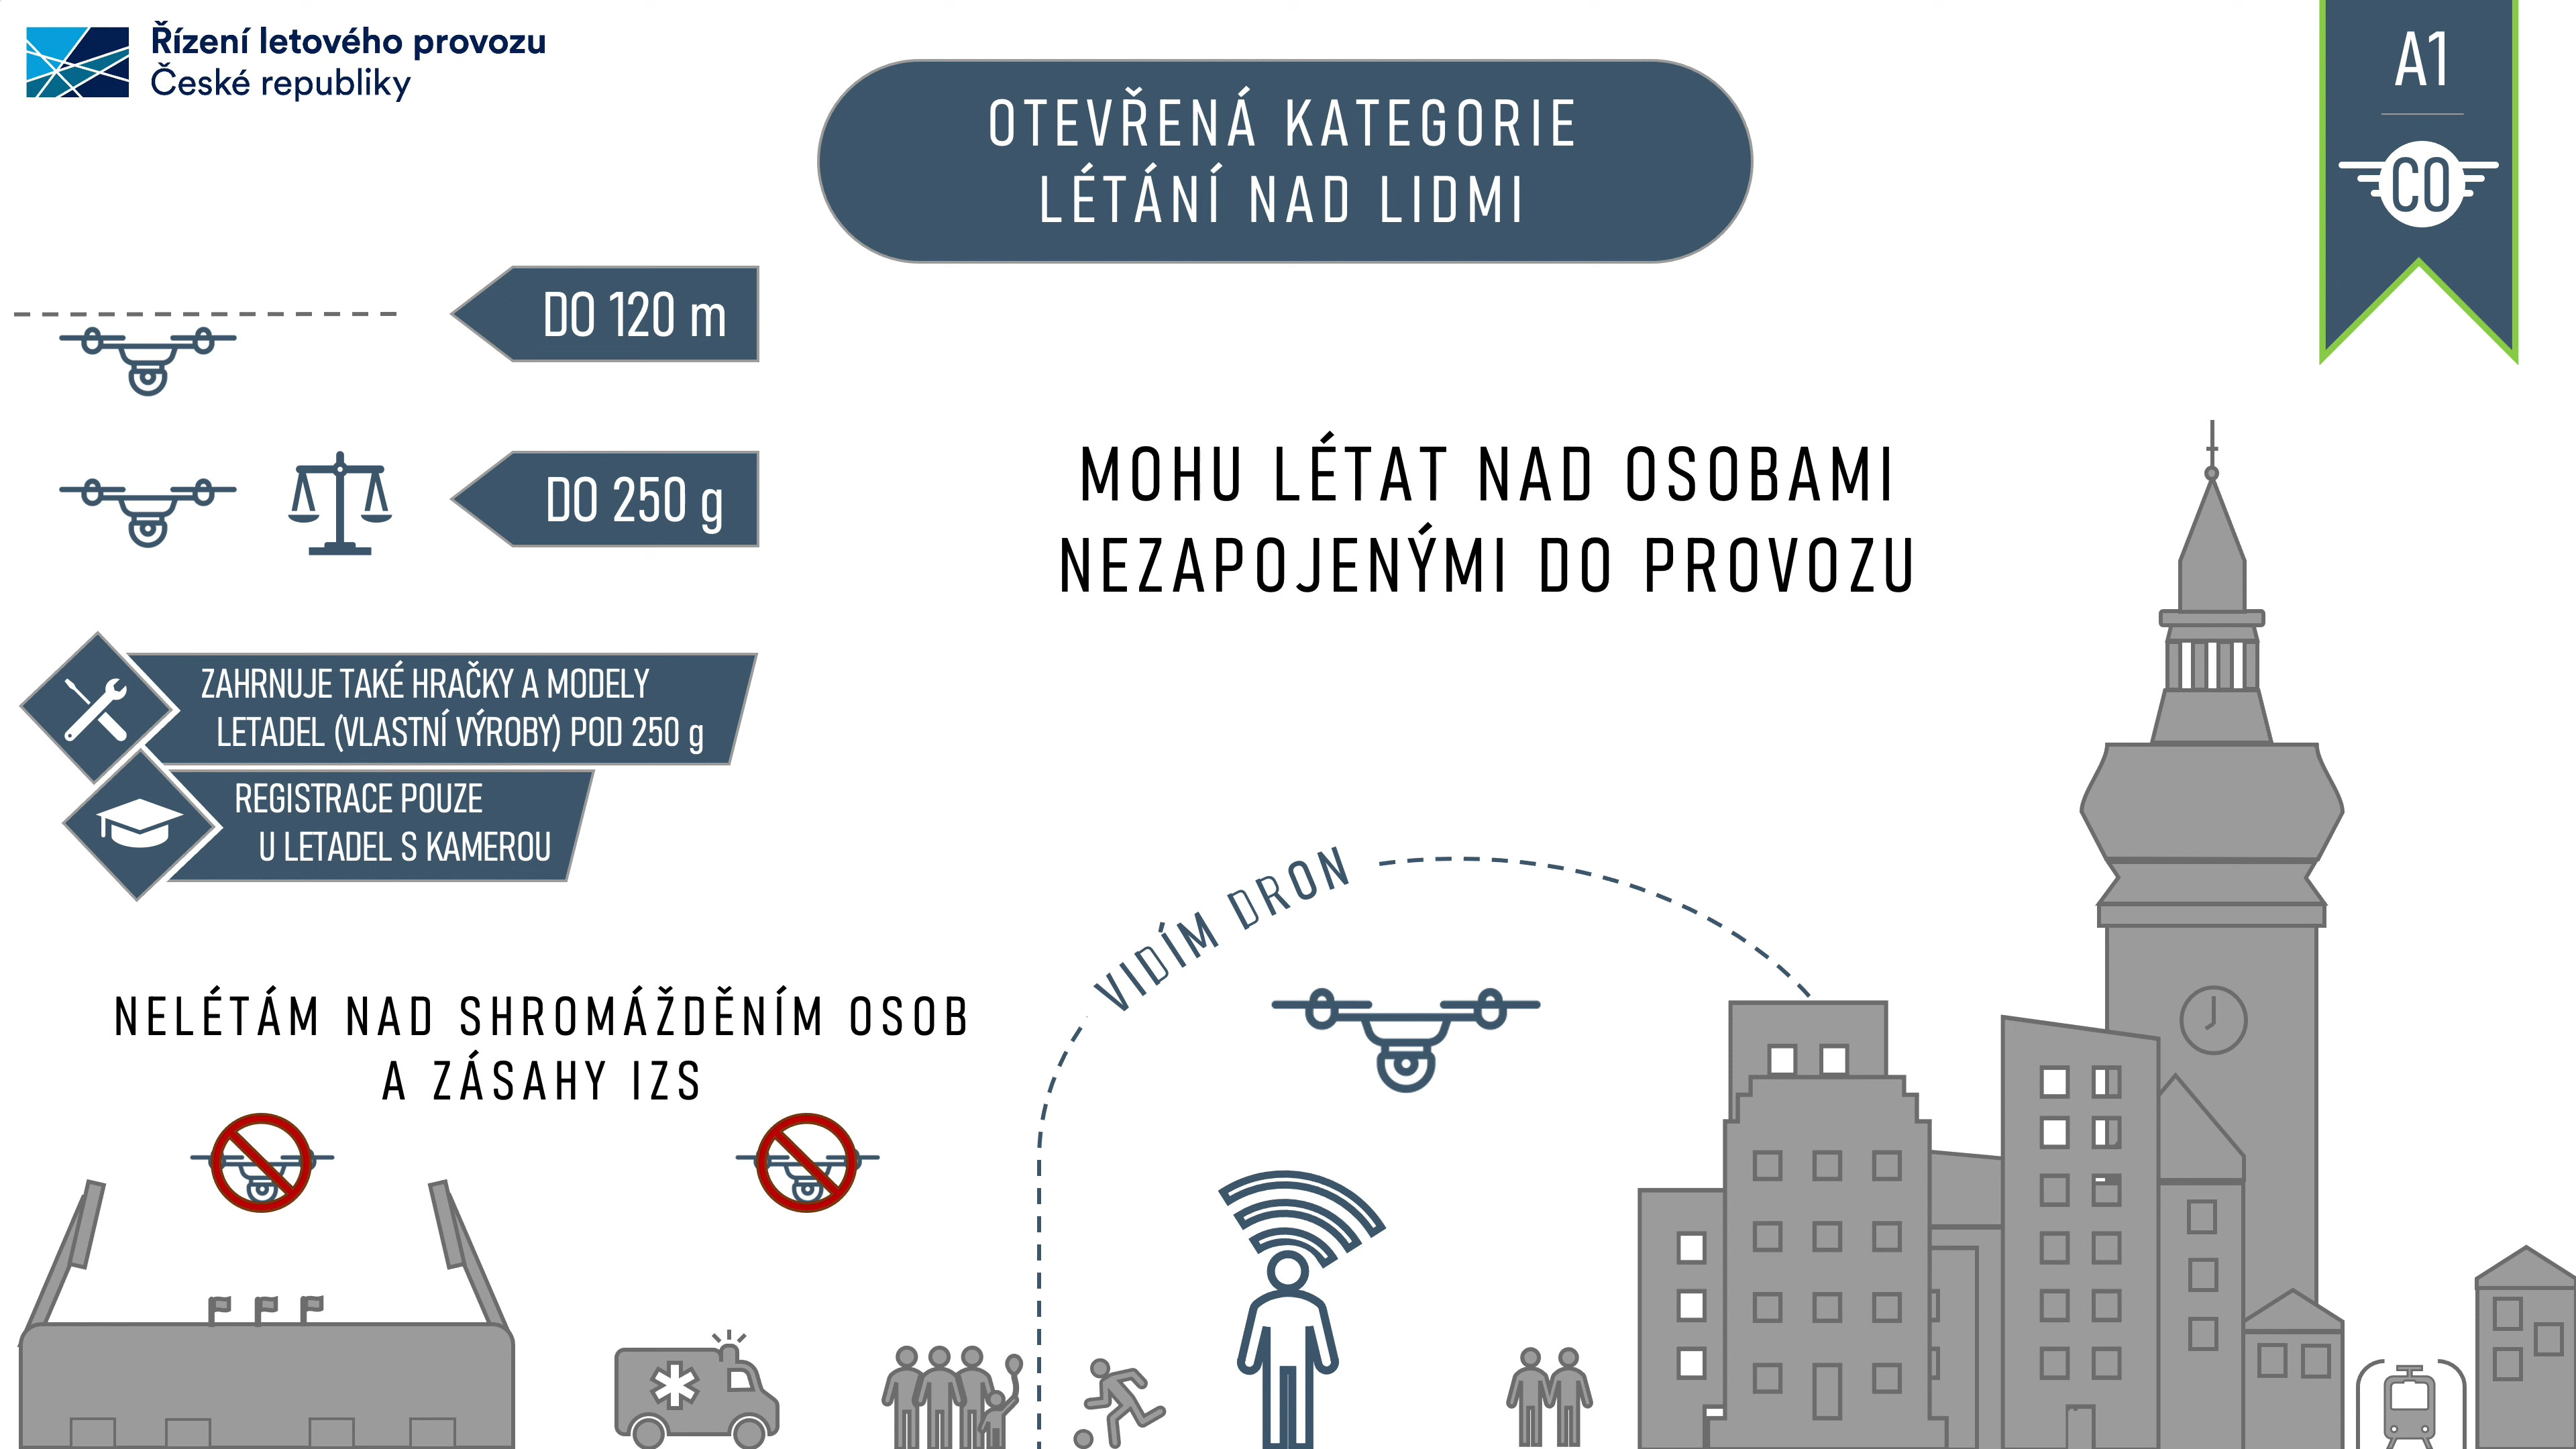 Řízení letového provozu
České republiky
OTEVŘENÁ KATEGORIE
LÉTÁNÍ NAD LIDMI
A1
C0
DO 120 m
DO 250 g
MOHU LÉTAT NAD OSOBAMI
NEZAPOJENÝMI DO PROVOZU
ZAHRNUJE TAKÉ HRAČKY A MODELY
LETADEL (VLASTNÍ VÝROBY) POD 250 g
REGISTRACE POUZE
U LETADEL S KAMEROU
VIDÍM DRON
NELÉTÁM NAD SHROMÁŽDĚNÍM OSOB
A ZÁSAHY IZS